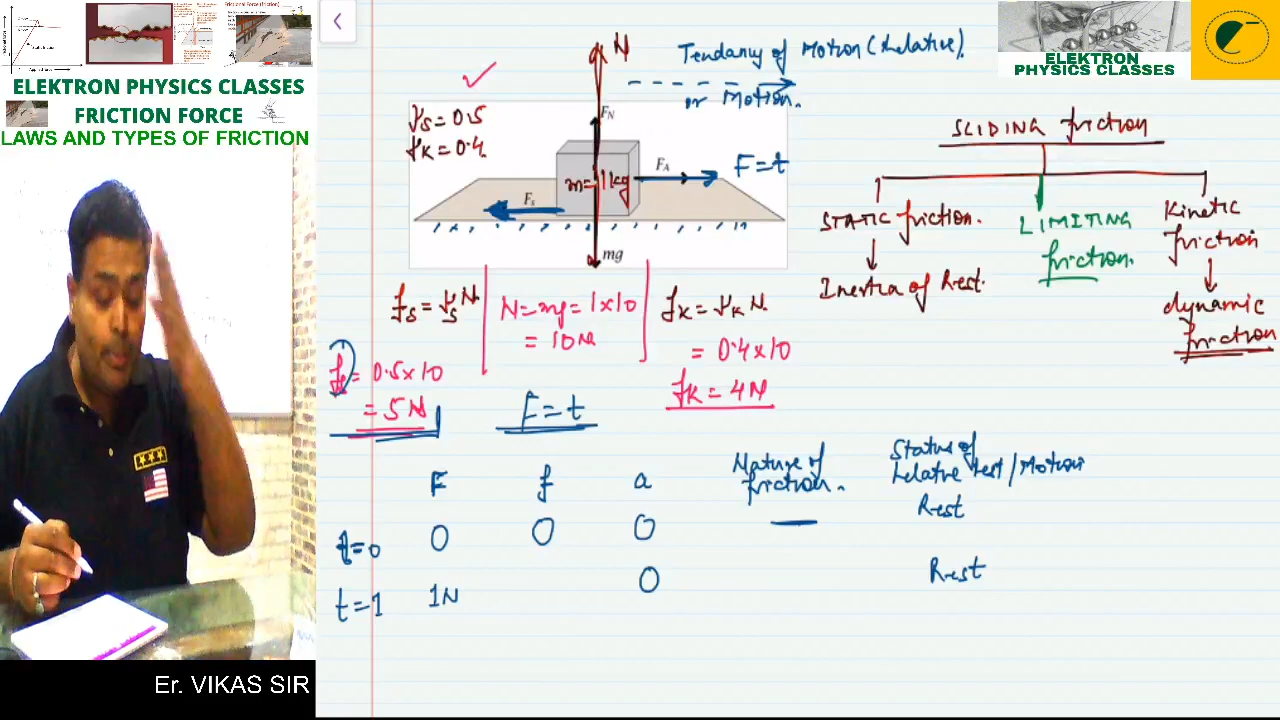 ELEKTRON PHYSICS CLASSES
FRICTION FORCE
LAWS AND TYPES OF FRICTION
Er. VIKAS SIR
ELEKTRON
PHYSICS CLASSES
N
Tendancy of Motion (Relative).
or Motion.
μs = 0.5
μk = 0.4
FN
FA
F = t
m = 1 kg
Fs
mg
SLIDING friction
STATIC friction.
Inertia of Rest.
LIMITING
friction.
Kinetic
friction
dynamic
friction
fs = μs N
= 0.5 x 10
= 5N
N = mg = 1 x 10
= 10N
fk = μk N
= 0.4 x 10
fk = 4N
F = t
F f a Nature of friction. Status of Relative rest / Motion
t = 0 0 0 0 — Rest
t = 1 1N 0 Rest